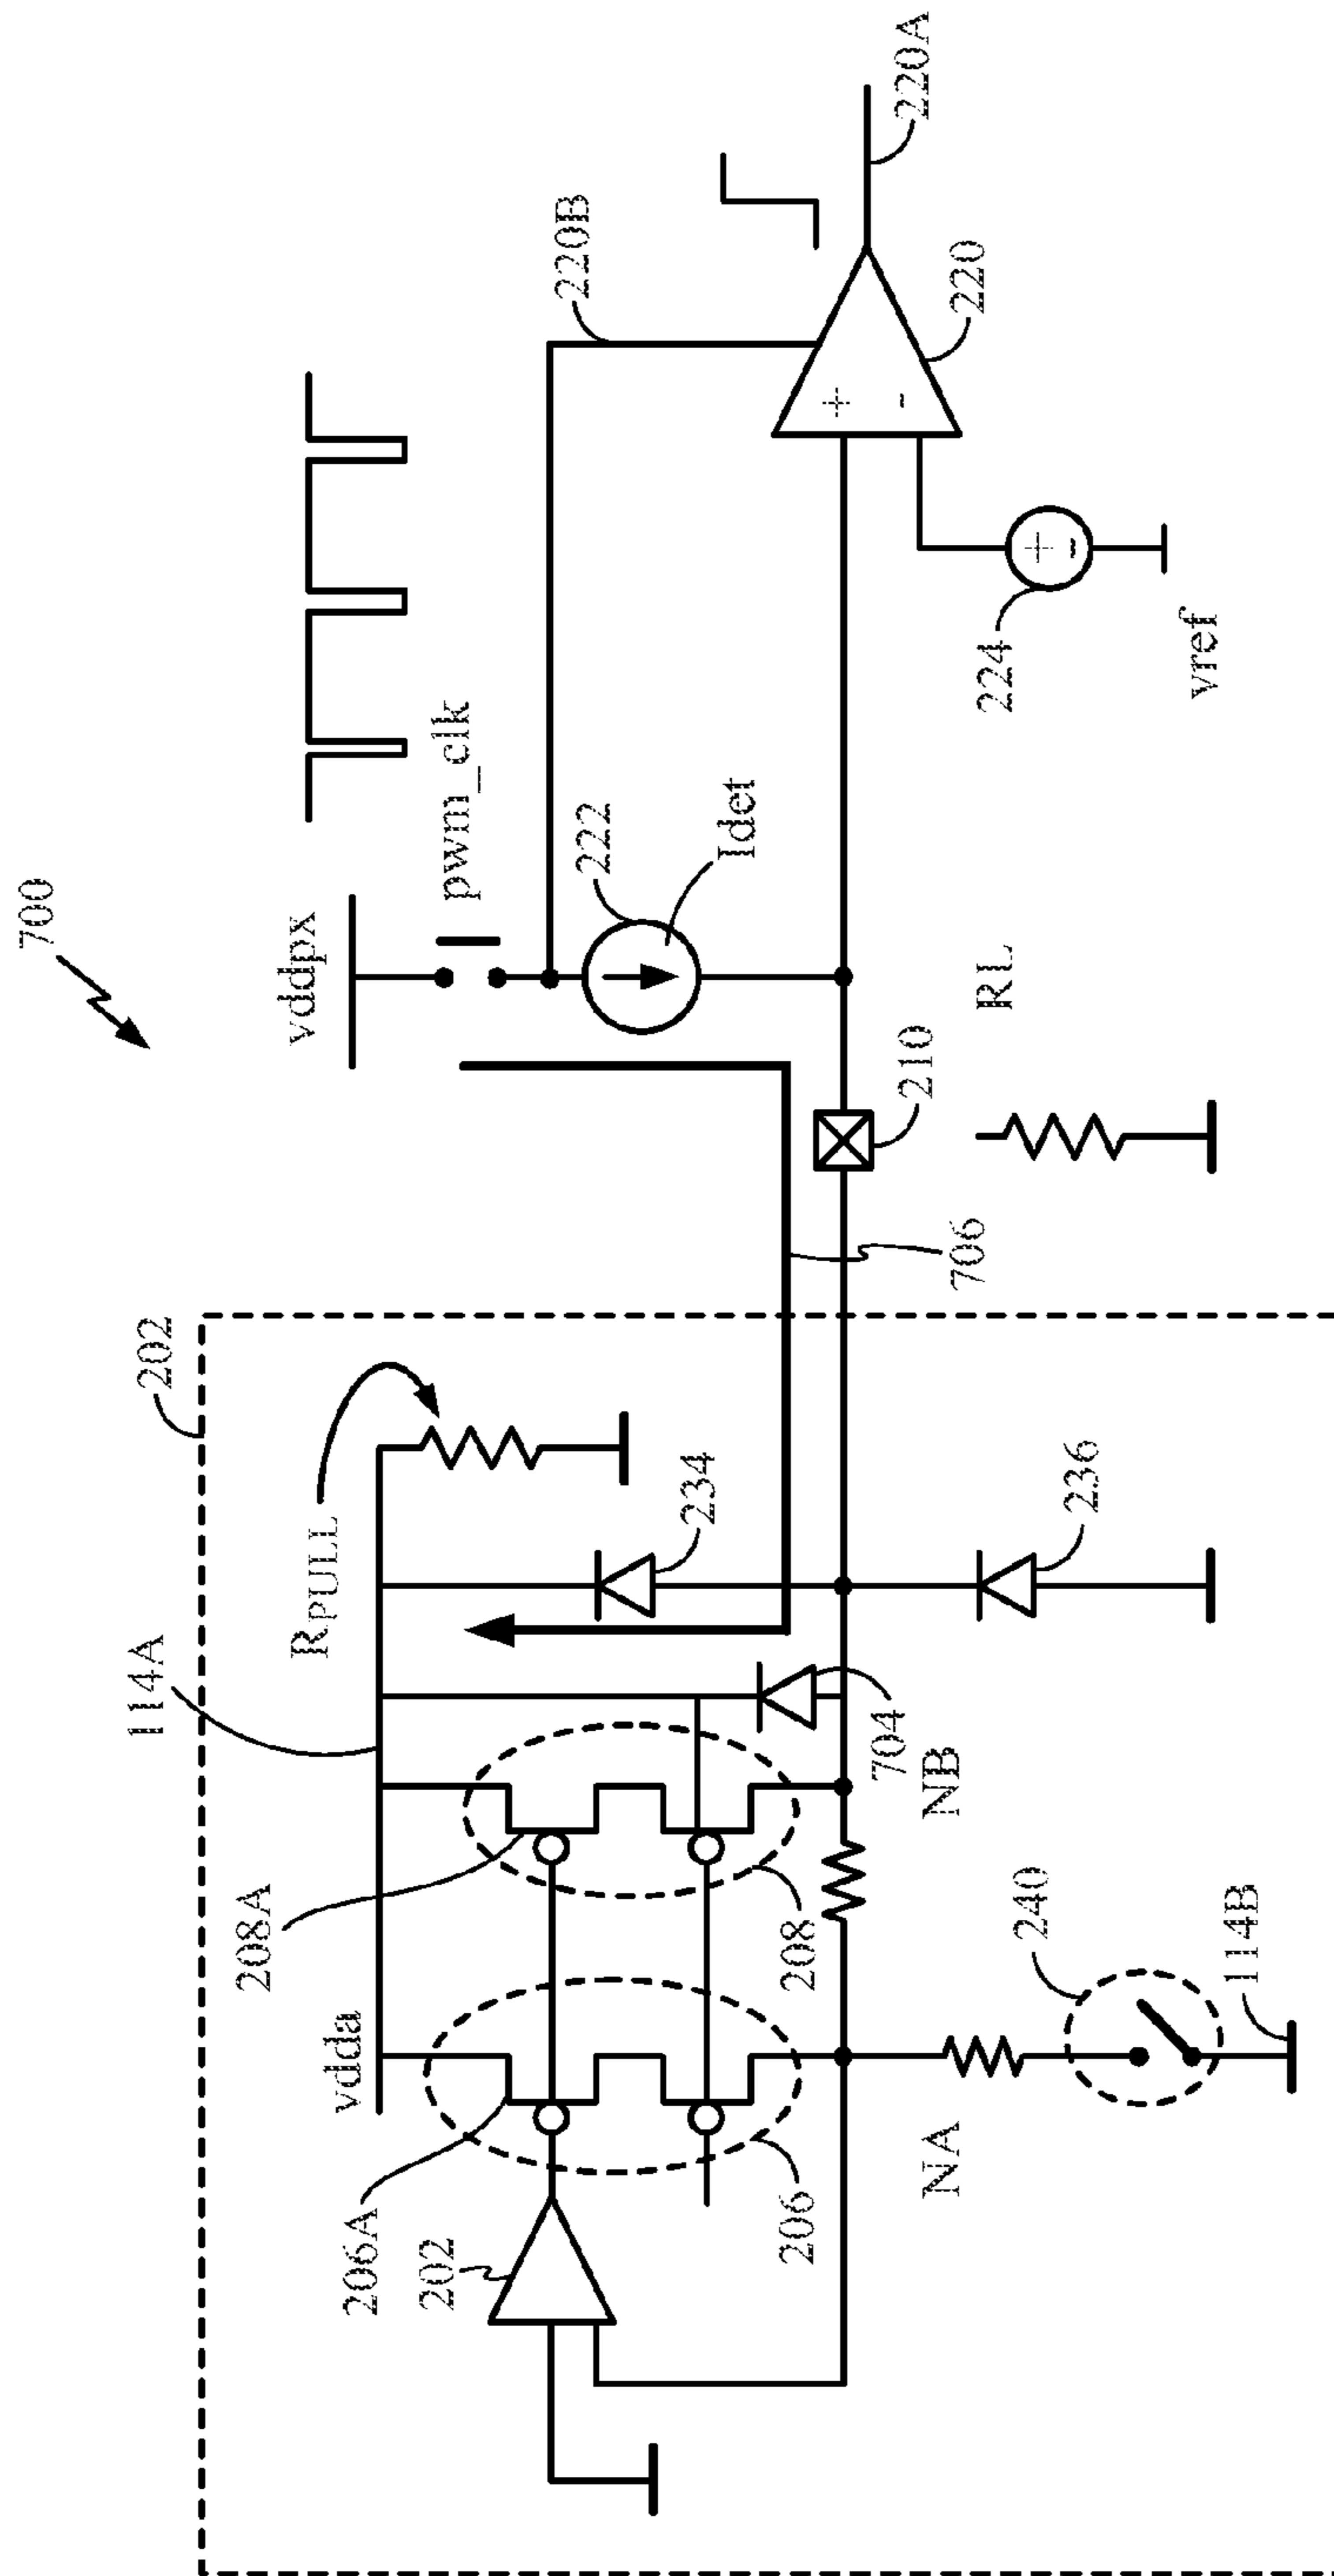 700
202
114A
R_PULL
vdda
208A
206A
202
206
208
NA
NB
704
234
236
240
114B
706
210
RL
vddpx
pwm_clk
222
Idet
220B
+
-
220
220A
+
-
224
vref